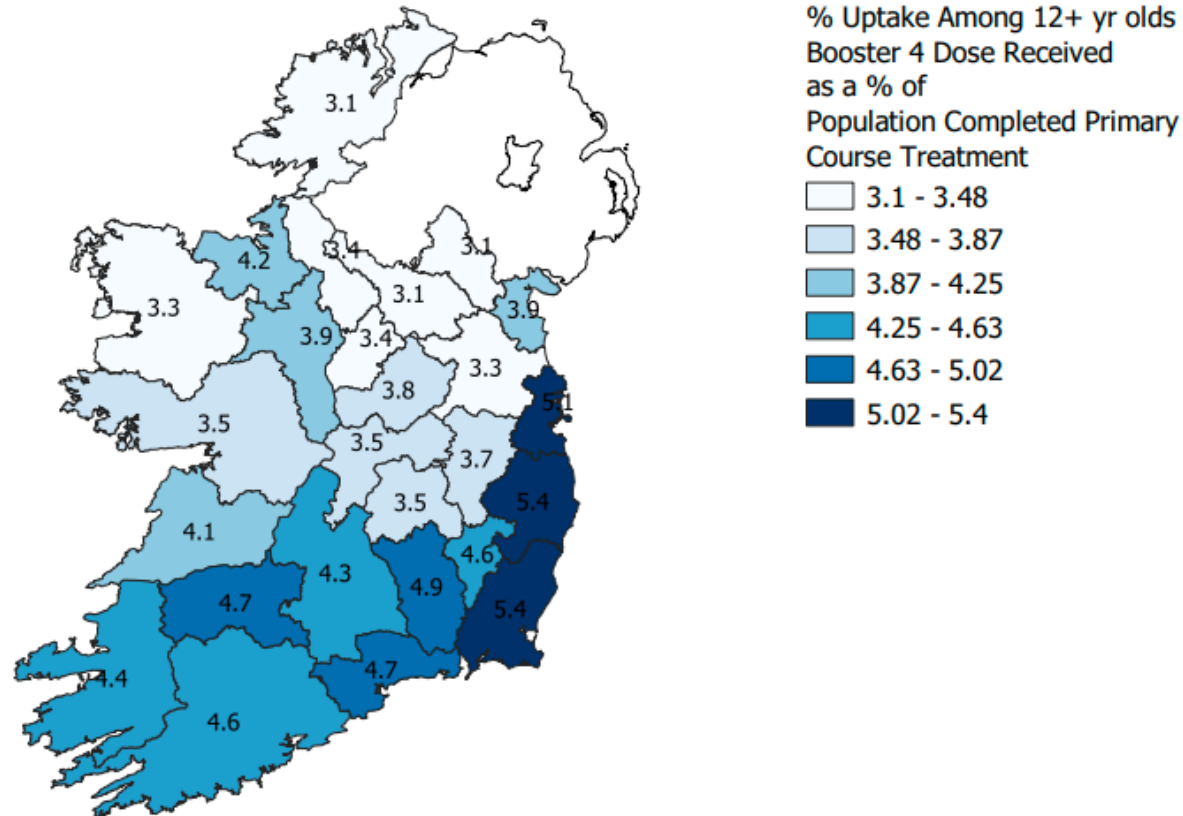 % Uptake Among 12+ yr olds
Booster 4 Dose Received
as a % of
Population Completed Primary
Course Treatment
3.1 - 3.48
3.48 - 3.87
3.87 - 4.25
4.25 - 4.63
4.63 - 5.02
5.02 - 5.4
3.1
3.4
3.1
4.2
3.1
3.3
3.9
3.9
3.4
3.3
3.8
5.1
3.5
3.5
3.7
3.5
5.4
4.1
4.6
4.3
4.9
4.7
5.4
4.7
4.4
4.6